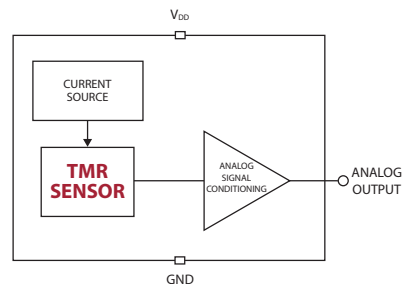 VDD
CURRENT
SOURCE
TMR
SENSOR
ANALOG
SIGNAL
CONDITIONING
ANALOG
OUTPUT
GND